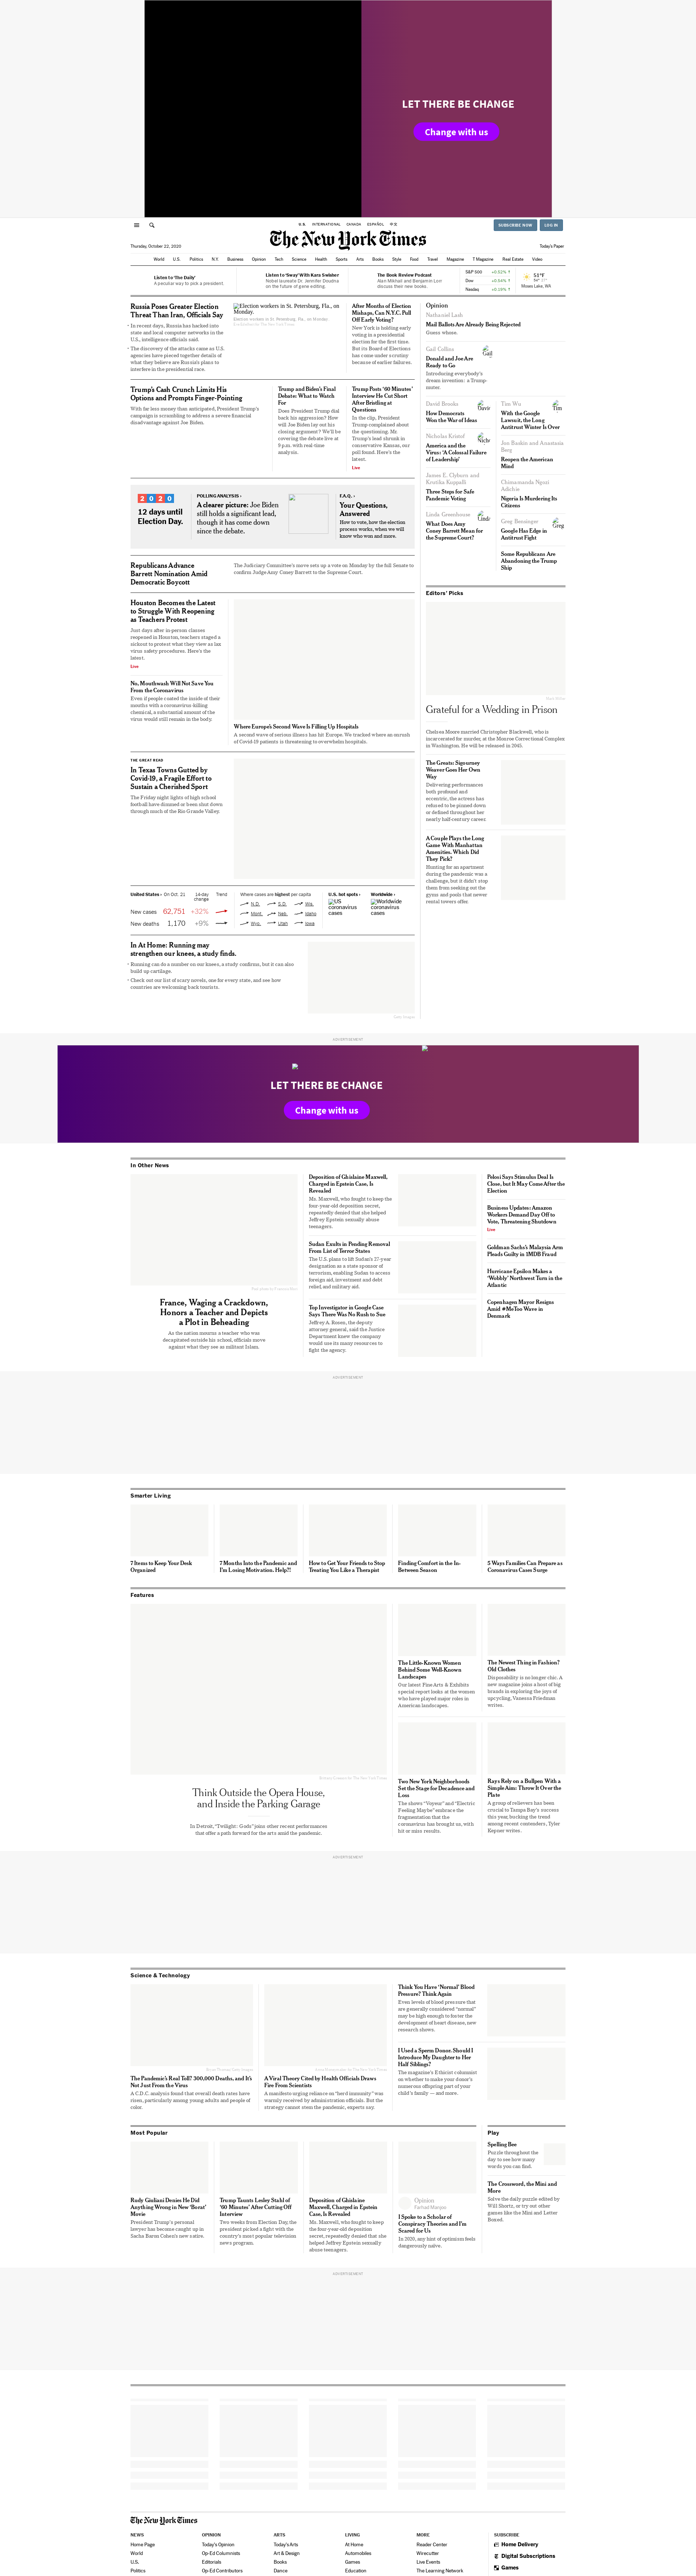 LET THERE BE CHANGE
Change with us
U.S.
INTERNATIONAL
CANADA
ESPAÑOL
中文
SUBSCRIBE NOW
LOG IN
The New York Times
Thursday, October 22, 2020
Today's Paper
World
U.S.
Politics
N.Y.
Business
Opinion
Tech
Science
Health
Sports
Arts
Books
Style
Food
Travel
Magazine
T Magazine
Real Estate
Video
Listen to 'The Daily'
A peculiar way to pick a president.
Listen to 'Sway' With Kara Swisher
Nobel laureate Dr. Jennifer Doudna
on the future of gene editing.
The Book Review Podcast
Alan Mikhail and Benjamin Lorr
discuss their new books.
S&P 500 +0.52% ↑
Dow +0.54% ↑
Nasdaq +0.19% ↑
51°F
Moses Lake, WA
Russia Poses Greater Election
Threat Than Iran, Officials Say
In recent days, Russia has hacked into
state and local computer networks in the
U.S., intelligence officials said.
The discovery of the attacks came as U.S.
agencies have pieced together details of
what they believe are Russia's plans to
interfere in the presidential race.
Election workers in St. Petersburg, Fla., on
Monday.
Election workers in St. Petersburg, Fla., on Monday.
After Months of Election
Mishaps, Can N.Y.C. Pull
Off Early Voting?
New York is holding early
voting in a presidential
election for the first time.
But its Board of Elections
has come under scrutiny
because of earlier failures.
Trump's Cash Crunch Limits His
Options and Prompts Finger-Pointing
With far less money than anticipated, President Trump's
campaign is scrambling to address a severe financial
disadvantage against Joe Biden.
Trump and Biden's Final
Debate: What to Watch
For
Does President Trump dial
back his aggression? How
will Joe Biden lay out his
closing argument? We'll be
covering the debate live at
9 p.m. with real-time
analysis.
Trump Posts '60 Minutes'
Interview He Cut Short
After Bristling at
Questions
In the clip, President
Trump complained about
the questioning. Mr.
Trump's lead shrunk in
conservative Kansas, our
poll found. Here's the
latest.
Live
2020
12 days until
Election Day.
POLLING ANALYSIS ›
A clearer picture: Joe Biden
still holds a significant lead,
though it has come down
since the debate.
F.A.Q. ›
Your Questions,
Answered
How to vote, how the election
process works, when we will
know who won and more.
Republicans Advance
Barrett Nomination Amid
Democratic Boycott
The Judiciary Committee's move sets up a vote on Monday by the full Senate to
confirm Judge Amy Coney Barrett to the Supreme Court.
Houston Becomes the Latest
to Struggle With Reopening
as Teachers Protest
Just days after in-person classes
reopened in Houston, teachers staged a
sickout to protest what they view as lax
virus safety procedures. Here's the
latest.
Live
No, Mouthwash Will Not Save You
From the Coronavirus
Even if people coated the inside of their
mouths with a coronavirus-killing
chemical, a substantial amount of the
virus would still remain in the body.
Where Europe's Second Wave Is Filling Up Hospitals
A second wave of serious illness has hit Europe. We tracked where an anxiety
of Covid-19 patients is threatening to overwhelm hospitals.
THE GREAT READ
In Texas Towns Gutted by
Covid-19, a Fragile Effort to
Sustain a Cherished Sport
The Friday night lights of high school
football have dimmed or been shut down
through much of the Rio Grande Valley.
United States › On Oct. 21
14-day
change
Trend
New cases 62,751 +32%
New deaths 1,170 +9%
Where cases are highest per capita
N.D.
S.D.
Wis.
Mont.
Neb.
Idaho
Wyo.
Utah
Iowa
U.S. hot spots ›
US
coronavirus
cases
Worldwide ›
Worldwide
coronavirus
cases
In At Home: Running may
strengthen our knees, a study finds.
Running can do a number on our knees, a study confirms, but it can also
build up cartilage.
Check out our list of scary novels, one for every state, and see how
countries are welcoming back tourists.
Getty Images
Opinion
Nathaniel Lash
Mail Ballots Are Already Being Rejected
Guess whose.
Gail Collins
Donald and Joe Are
Ready to Go
Introducing everybody's
dream intervention: a Trump
muter.
David Brooks
How Democrats
Won the War of Ideas
Nicholas Kristof
America and the
Virus: 'A Colossal Failure
of Leadership'
James E. Clyburn and
Krutika Kuppalli
Three Steps for Safe
Pandemic Voting
Linda Greenhouse
What Does Amy
Coney Barrett Mean for
the Supreme Court?
Tim Wu
With the Google
Lawsuit, the Long
Antitrust Winter Is Over
Jon Baskin and Anastasia
Berg
Reopen the American
Mind
Chimamanda Ngozi
Adichie
Nigeria Is Murdering Its
Citizens
Greg Bensinger
Google Has Edge in
Antitrust Fight
Some Republicans Are
Abandoning the Trump
Ship
Editors' Picks
Grateful for a Wedding in Prison
Chelsea Moore married Christopher Blackwell, who is
incarcerated for murder, at the Monroe Correctional Complex
in Washington. He will be released in 2045.
The Greats: Sigourney
Weaver Goes Her Own
Way
Delivering performances
both profound and
eccentric, the actress has
refused to be pinned down
or defined throughout her
nearly half-century career.
A Couple Plays the Long
Game With Manhattan
Amenities. Which Did
They Pick?
Hunting for an apartment
during the pandemic was a
challenge, but it didn't stop
them from seeking out the
gyms and pools that coastal
rental towers offer.
ADVERTISEMENT
LET THERE BE CHANGE
Change with us
In Other News
France, Waging a Crackdown,
Honors a Teacher and Depicts
a Plot in Beheading
As the nation mourns a teacher who was
decapitated outside his school, officials move
against what they see as militant Islam.
Deposition of Ghislaine Maxwell,
Charged in Epstein Case, Is
Revealed
Ms. Maxwell, who fought to keep the
four-year-old deposition secret,
repeatedly denied that she helped
Jeffrey Epstein sexually abuse
teenagers.
Sudan Exults in Pending Removal
From List of Terror States
The U.S. plans to lift Sudan's 27-year
designation as a state sponsor of
terrorism, enabling Sudan to access
foreign aid, investment and debt
relief, and military aid.
Top Investigator in Google Case
Says There Was No Rush to Sue
Jeffrey A. Rosen, the deputy
attorney general, said the Justice
Department knew the company
would use its many resources to
fight the agency.
Pelosi Says Stimulus Deal Is
Close, but It May Come After the
Election
Business Updates: Amazon
Workers Demand Day Off to
Vote, Threatening Shutdown
Live
Goldman Sachs's Malaysia Arm
Pleads Guilty in 1MDB Fraud
Hurricane Epsilon Makes a
'Wobbly' Northwest Turn in the
Atlantic
Copenhagen Mayor Resigns
Amid #MeToo Wave in
Denmark
ADVERTISEMENT
Smarter Living
7 Items to Keep Your Desk
Organized
7 Months Into the Pandemic and
I'm Losing Motivation. Help?!
How to Get Your Friends to Stop
Treating You Like a Therapist
Finding Comfort in the In-
Between Season
5 Ways Families Can Prepare as
Coronavirus Cases Surge
Features
Think Outside the Opera House,
and Inside the Parking Garage
In Detroit, "Twilight: Gods" joins other recent performances
that offer a path forward for the arts amid the pandemic.
The Little-Known Women
Behind Some Well-Known
Landscapes
Our latest Fine Arts & Exhibits
special report looks at the women
who have played major roles in
American landscapes.
The Newest Thing in Fashion?
Old Clothes
Disposability is no longer chic. A
new magazine joins a host of big
brands in exploring the joys of
upcycling, Vanessa Friedman
writes.
Two New York Neighborhoods
Set the Stage for Decadence and
Loss
The shows "Voyeur" and "Electric
Feeling Maybe" embrace the
fragmentation that the
coronavirus has brought us, with
hit or miss results.
Rays Rely on a Bullpen With a
Simple Aim: Throw It Over the
Plate
A group of relievers has been
crucial to Tampa Bay's success
this year, bucking the trend
among recent contenders, Tyler
Kepner writes.
ADVERTISEMENT
Science & Technology
The Pandemic's Real Toll? 300,000 Deaths, and It's
Not Just From the Virus
A C.D.C. analysis found that overall death rates have
risen, particularly among young adults and people of
color.
A Viral Theory Cited by Health Officials Draws
Fire From Scientists
A manifesto urging reliance on "herd immunity" was
warmly received by administration officials. But the
strategy cannot stem the pandemic, experts say.
Think You Have 'Normal' Blood
Pressure? Think Again
Even levels of blood pressure that
are generally considered "normal"
may be high enough to foster the
development of heart disease, new
research shows.
I Used a Sperm Donor. Should I
Introduce My Daughter to Her
Half Siblings?
The magazine's Ethicist columnist
on whether to make your donor's
numerous offspring part of your
child's family — and more.
Most Popular
Rudy Giuliani Denies He Did
Anything Wrong in New 'Borat'
Movie
President Trump's personal
lawyer has become caught up in
Sacha Baron Cohen's new satire.
Trump Taunts Lesley Stahl of
'60 Minutes' After Cutting Off
Interview
Two weeks from Election Day, the
president picked a fight with the
country's most popular television
news program.
Deposition of Ghislaine
Maxwell, Charged in Epstein
Case, Is Revealed
Ms. Maxwell, who fought to keep
the four-year-old deposition
secret, repeatedly denied that she
helped Jeffrey Epstein sexually
abuse teenagers.
Opinion
Farhad Manjoo
I Spoke to a Scholar of
Conspiracy Theories and I'm
Scared for Us
In 2020, any hint of optimism feels
dangerously naïve.
Play
Spelling Bee
Puzzle throughout the
day to see how many
words you can find.
The Crossword, the Mini and
More
Solve the daily puzzle edited by
Will Shortz, or try out other
games like the Mini and Letter
Boxed.
ADVERTISEMENT
The New York Times
NEWS
Home Page
World
U.S.
Politics
OPINION
Today's Opinion
Op-Ed Columnists
Editorials
Op-Ed Contributors
ARTS
Today's Arts
Art & Design
Books
Dance
LIVING
At Home
Automobiles
Games
Education
MORE
Reader Center
Wirecutter
Live Events
The Learning Network
SUBSCRIBE
Home Delivery
Digital Subscriptions
Games